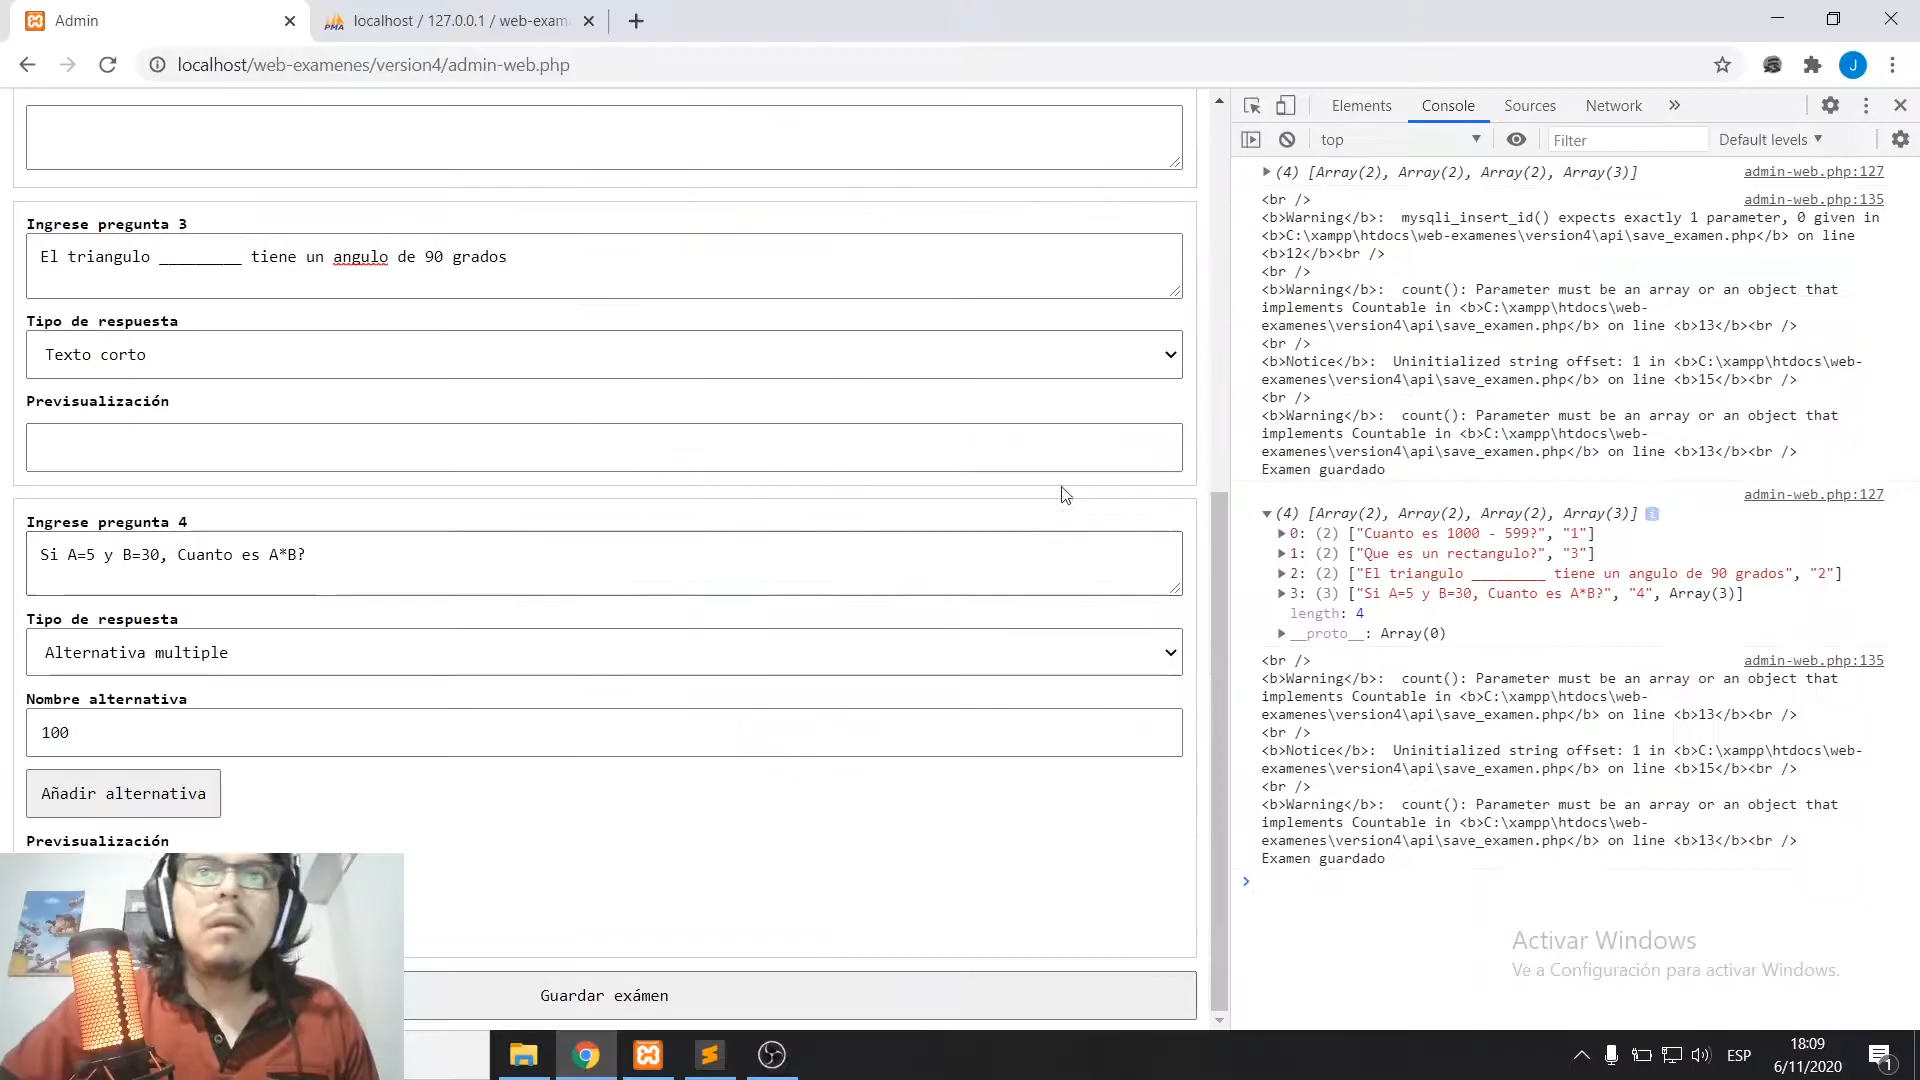 Admin
localhost / 127.0.0.1 / web-exam
localhost/web-examenes/version4/admin-web.php
J
Ingrese pregunta 3
El triangulo _________ tiene un angulo de 90 grados
Tipo de respuesta
Texto corto
Previsualización
Ingrese pregunta 4
Si A=5 y B=30, Cuanto es A*B?
Tipo de respuesta
Alternativa multiple
Nombre alternativa
100
Añadir alternativa
Previsualización
Guardar exámen
Elements Console Sources Network
top Filter Default levels
(4) [Array(2), Array(2), Array(2), Array(3)] admin-web.php:127
<br /> admin-web.php:135
<b>Warning</b>:  mysqli_insert_id() expects exactly 1 parameter, 0 given in
<b>C:\xampp\htdocs\web-examenes\version4\api\save_examen.php</b> on line
<b>12</b><br />
<br />
<b>Warning</b>:  count(): Parameter must be an array or an object that
implements Countable in <b>C:\xampp\htdocs\web-
examenes\version4\api\save_examen.php</b> on line <b>13</b><br />
<br />
<b>Notice</b>:  Uninitialized string offset: 1 in <b>C:\xampp\htdocs\web-
examenes\version4\api\save_examen.php</b> on line <b>15</b><br />
<br />
<b>Warning</b>:  count(): Parameter must be an array or an object that
implements Countable in <b>C:\xampp\htdocs\web-
examenes\version4\api\save_examen.php</b> on line <b>13</b><br />
Examen guardado
admin-web.php:127
(4) [Array(2), Array(2), Array(2), Array(3)] i
0: (2) ["Cuanto es 1000 - 599?", "1"]
1: (2) ["Que es un rectangulo?", "3"]
2: (2) ["El triangulo _________ tiene un angulo de 90 grados", "2"]
3: (3) ["Si A=5 y B=30, Cuanto es A*B?", "4", Array(3)]
length: 4
__proto__: Array(0)
<br /> admin-web.php:135
<b>Warning</b>:  count(): Parameter must be an array or an object that
implements Countable in <b>C:\xampp\htdocs\web-
examenes\version4\api\save_examen.php</b> on line <b>13</b><br />
<br />
<b>Notice</b>:  Uninitialized string offset: 1 in <b>C:\xampp\htdocs\web-
examenes\version4\api\save_examen.php</b> on line <b>15</b><br />
<br />
<b>Warning</b>:  count(): Parameter must be an array or an object that
implements Countable in <b>C:\xampp\htdocs\web-
examenes\version4\api\save_examen.php</b> on line <b>13</b><br />
Examen guardado
Activar Windows
Ve a Configuración para activar Windows.
ESP
18:09
6/11/2020
1